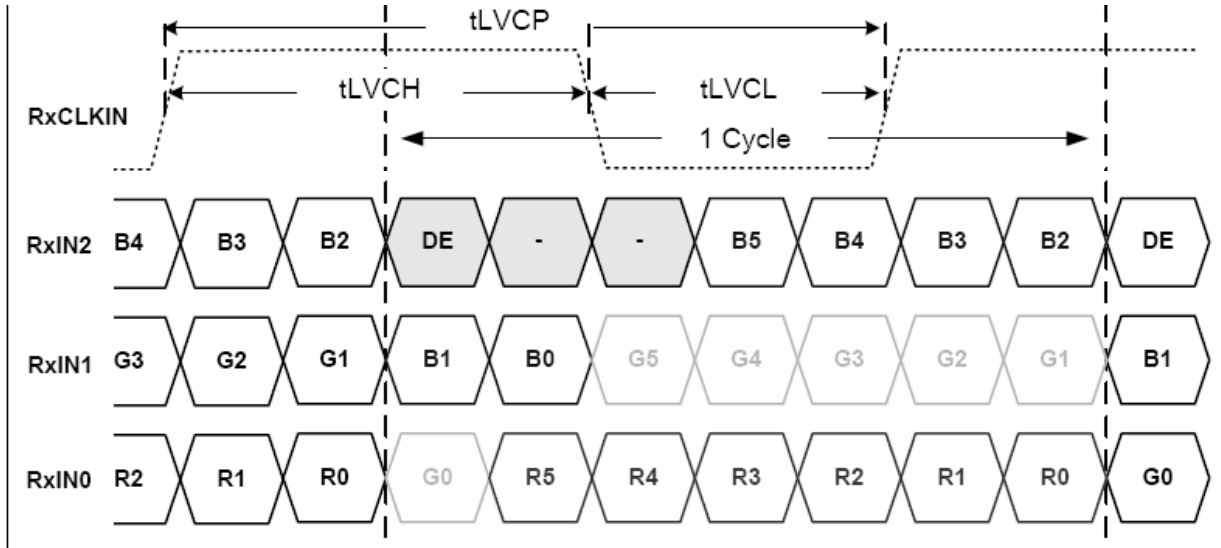 tLVCP
tLVCH tLVCL
RxCLKIN
1 Cycle
RxIN2 B4 B3 B2 DE - - B5 B4 B3 B2 DE
RxIN1 G3 G2 G1 B1 B0 G5 G4 G3 G2 G1 B1
RxIN0 R2 R1 R0 G0 R5 R4 R3 R2 R1 R0 G0